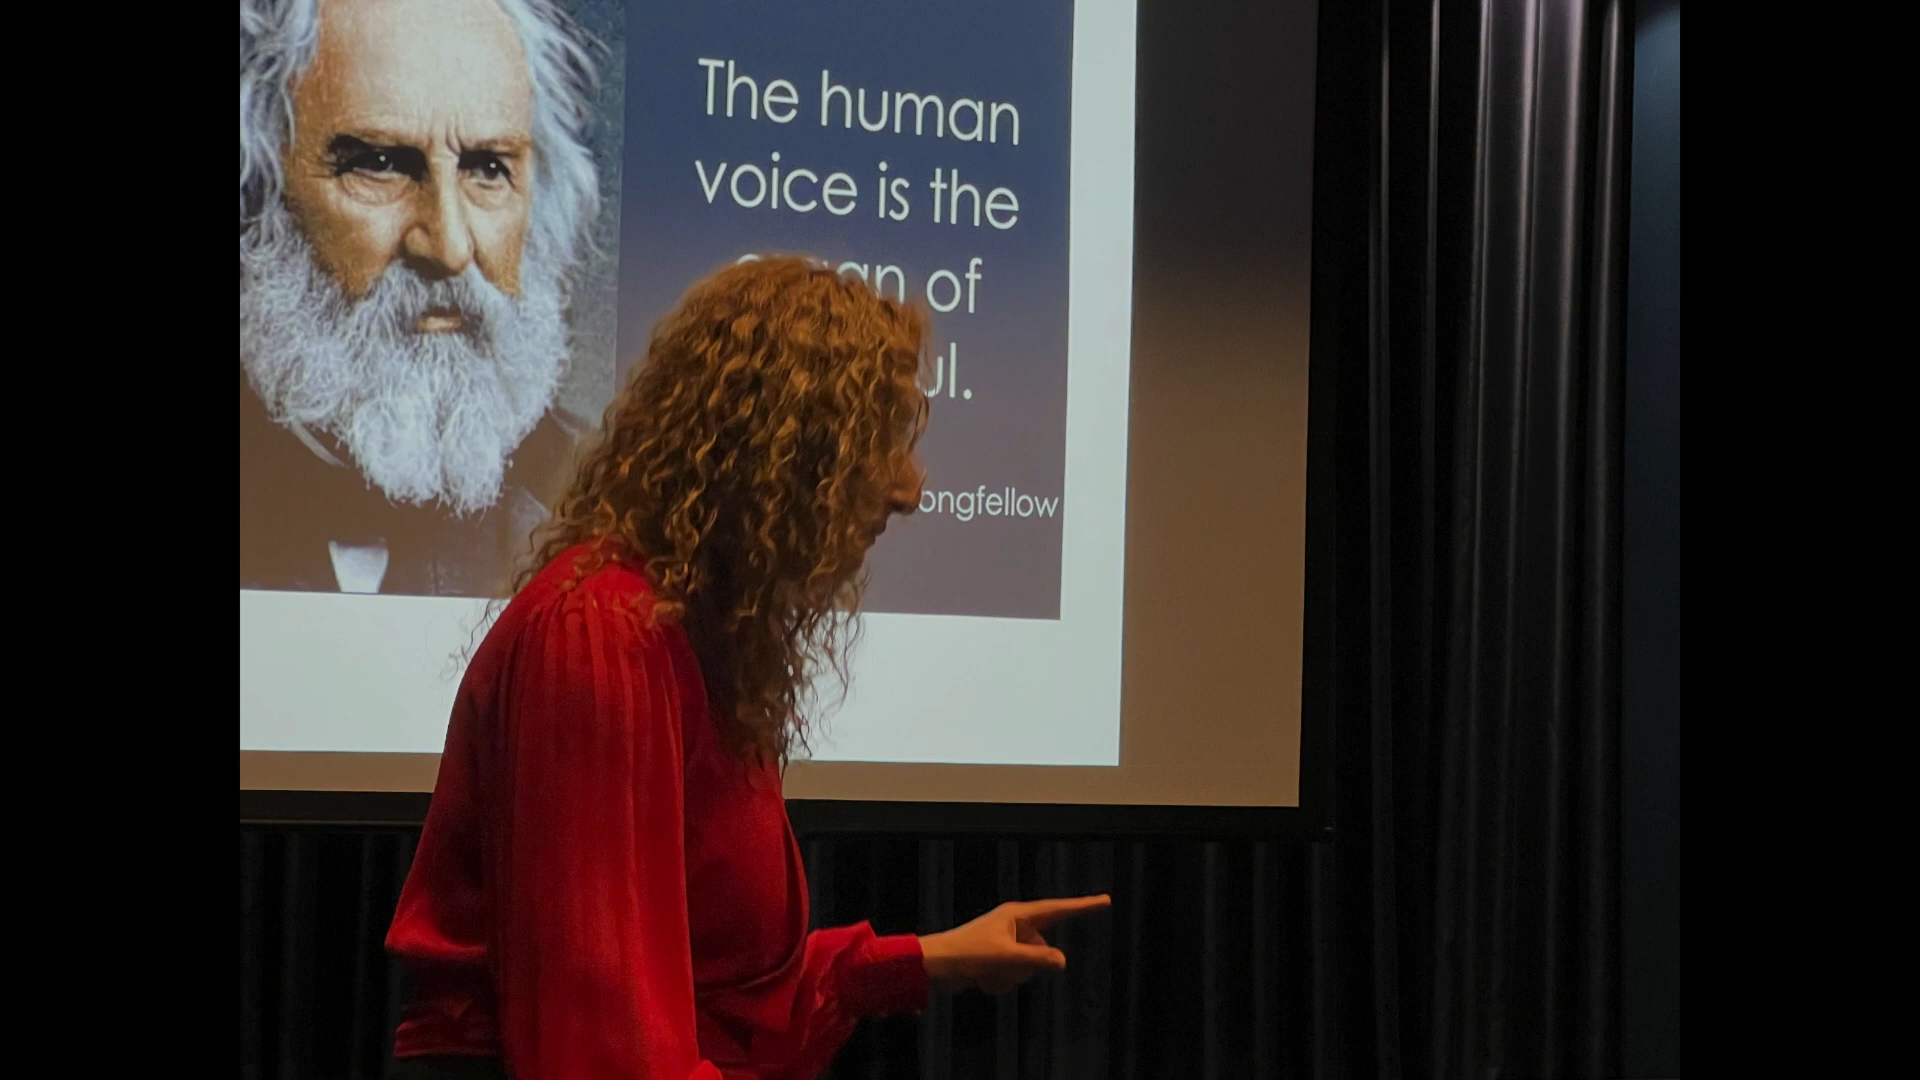 The human
voice is the
of
ongfellow